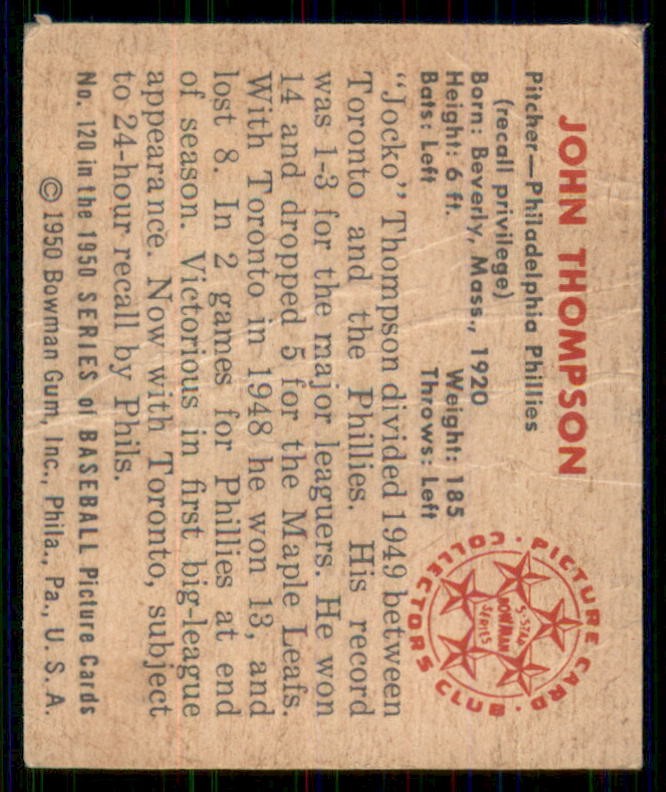 JOHN THOMPSON
Pitcher—Philadelphia Phillies
(recall privilege)
Born: Beverly, Mass., 1920
Height: 6 ft. Weight: 185
Bats: Left Throws: Left
PICTURE CARD · COLLECTORS CLUB ·
5-STAR
BOWMAN
SERIES
"Jocko" Thompson divided 1949 between
Toronto and the Phillies. His record
was 1-3 for the major leaguers. He won
14 and dropped 5 for the Maple Leafs.
With Toronto in 1948 he won 13, and
lost 8. In 2 games for Phillies at end
of season. Victorious in first big-league
appearance. Now with Toronto, subject
to 24-hour recall by Phils.
No. 120 in the 1950 SERIES of BASEBALL Picture Cards
© 1950 Bowman Gum, Inc., Phila., Pa., U. S. A.